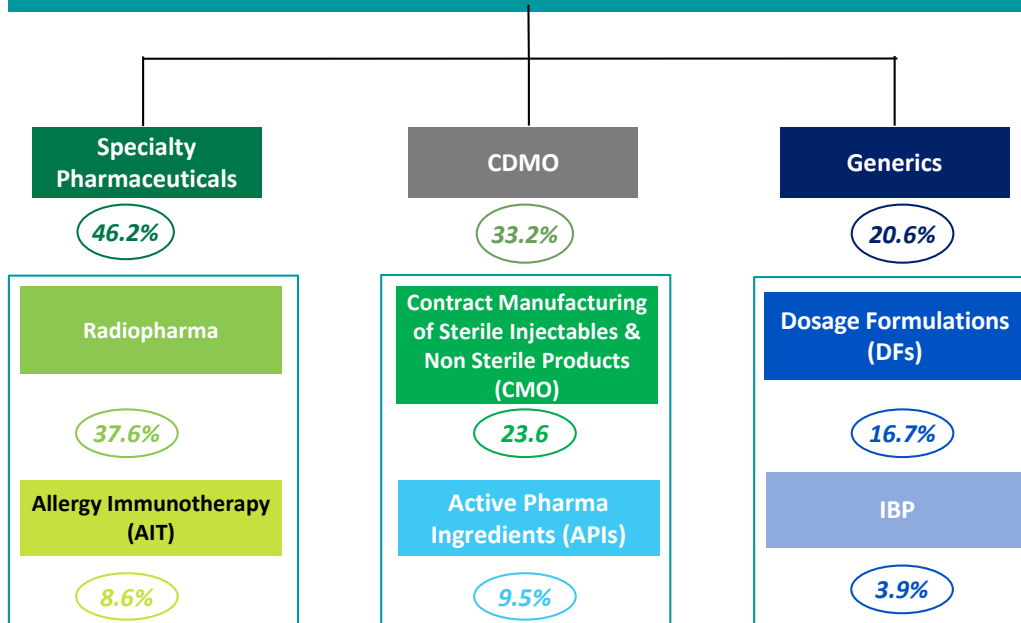 Specialty
Pharmaceuticals
46.2%
Radiopharma
37.6%
Allergy Immunotherapy
(AIT)
8.6%
CDMO
33.2%
Contract Manufacturing
of Sterile Injectables &
Non Sterile Products
(CMO)
23.6
Active Pharma
Ingredients (APIs)
9.5%
Generics
20.6%
Dosage Formulations
(DFs)
16.7%
IBP
3.9%